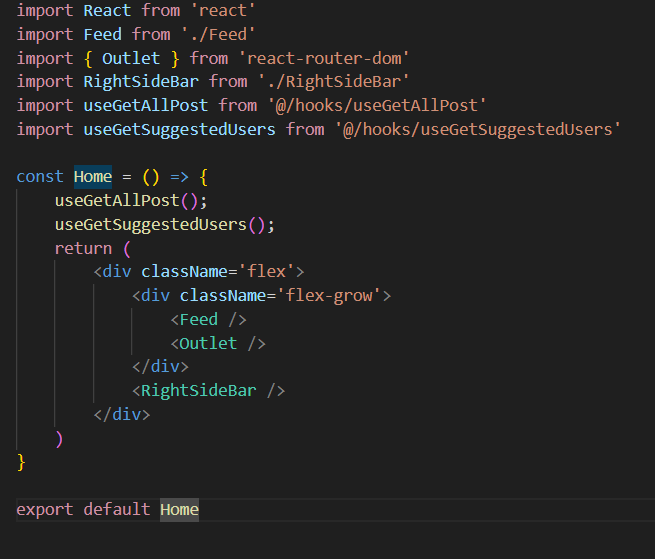 import React from 'react'
import Feed from './Feed'
import { Outlet } from 'react-router-dom'
import RightSideBar from './RightSideBar'
import useGetAllPost from '@/hooks/useGetAllPost'
import useGetSuggestedUsers from '@/hooks/useGetSuggestedUsers'

const Home = () => {
    useGetAllPost();
    useGetSuggestedUsers();
    return (
        <div className='flex'>
            <div className='flex-grow'>
                <Feed />
                <Outlet />
            </div>
            <RightSideBar />
        </div>
    )
}

export default Home